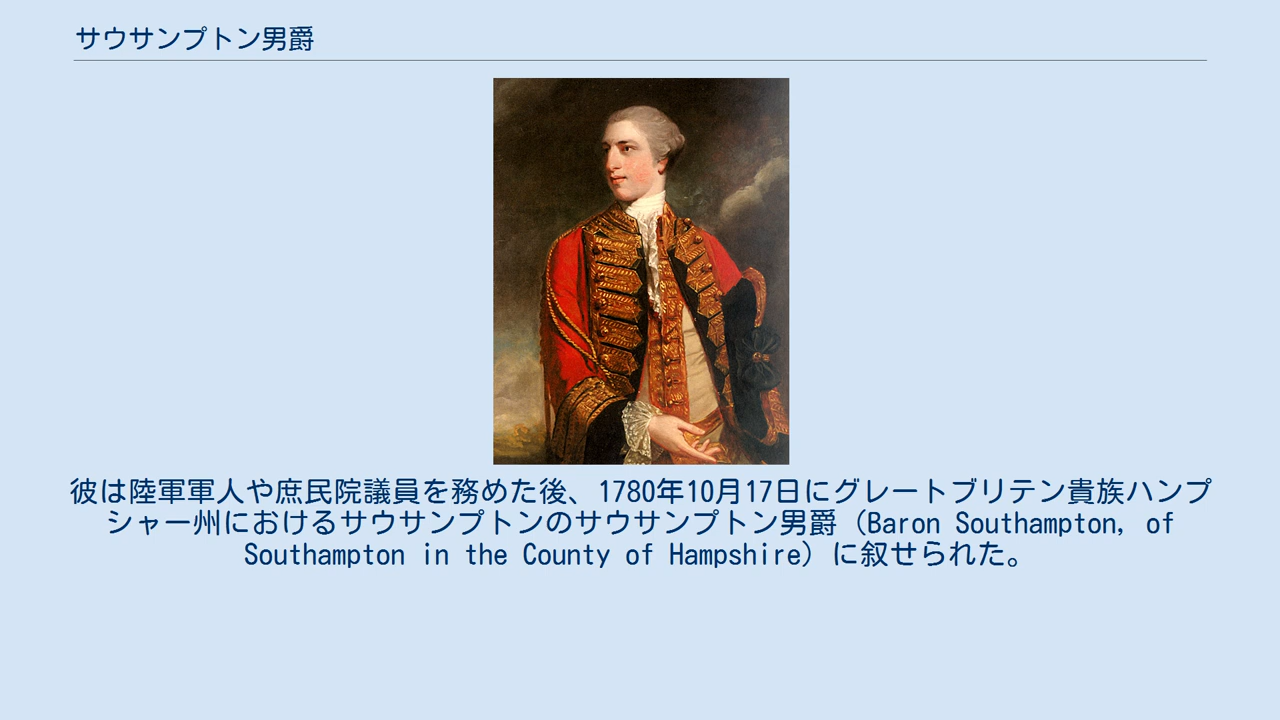 サウサンプトン男爵
彼は陸軍軍人や庶民院議員を務めた後、1780年10月17日にグレートブリテン貴族ハンプ
シャー州におけるサウサンプトンのサウサンプトン男爵（Baron Southampton, of
Southampton in the County of Hampshire）に叙せられた。